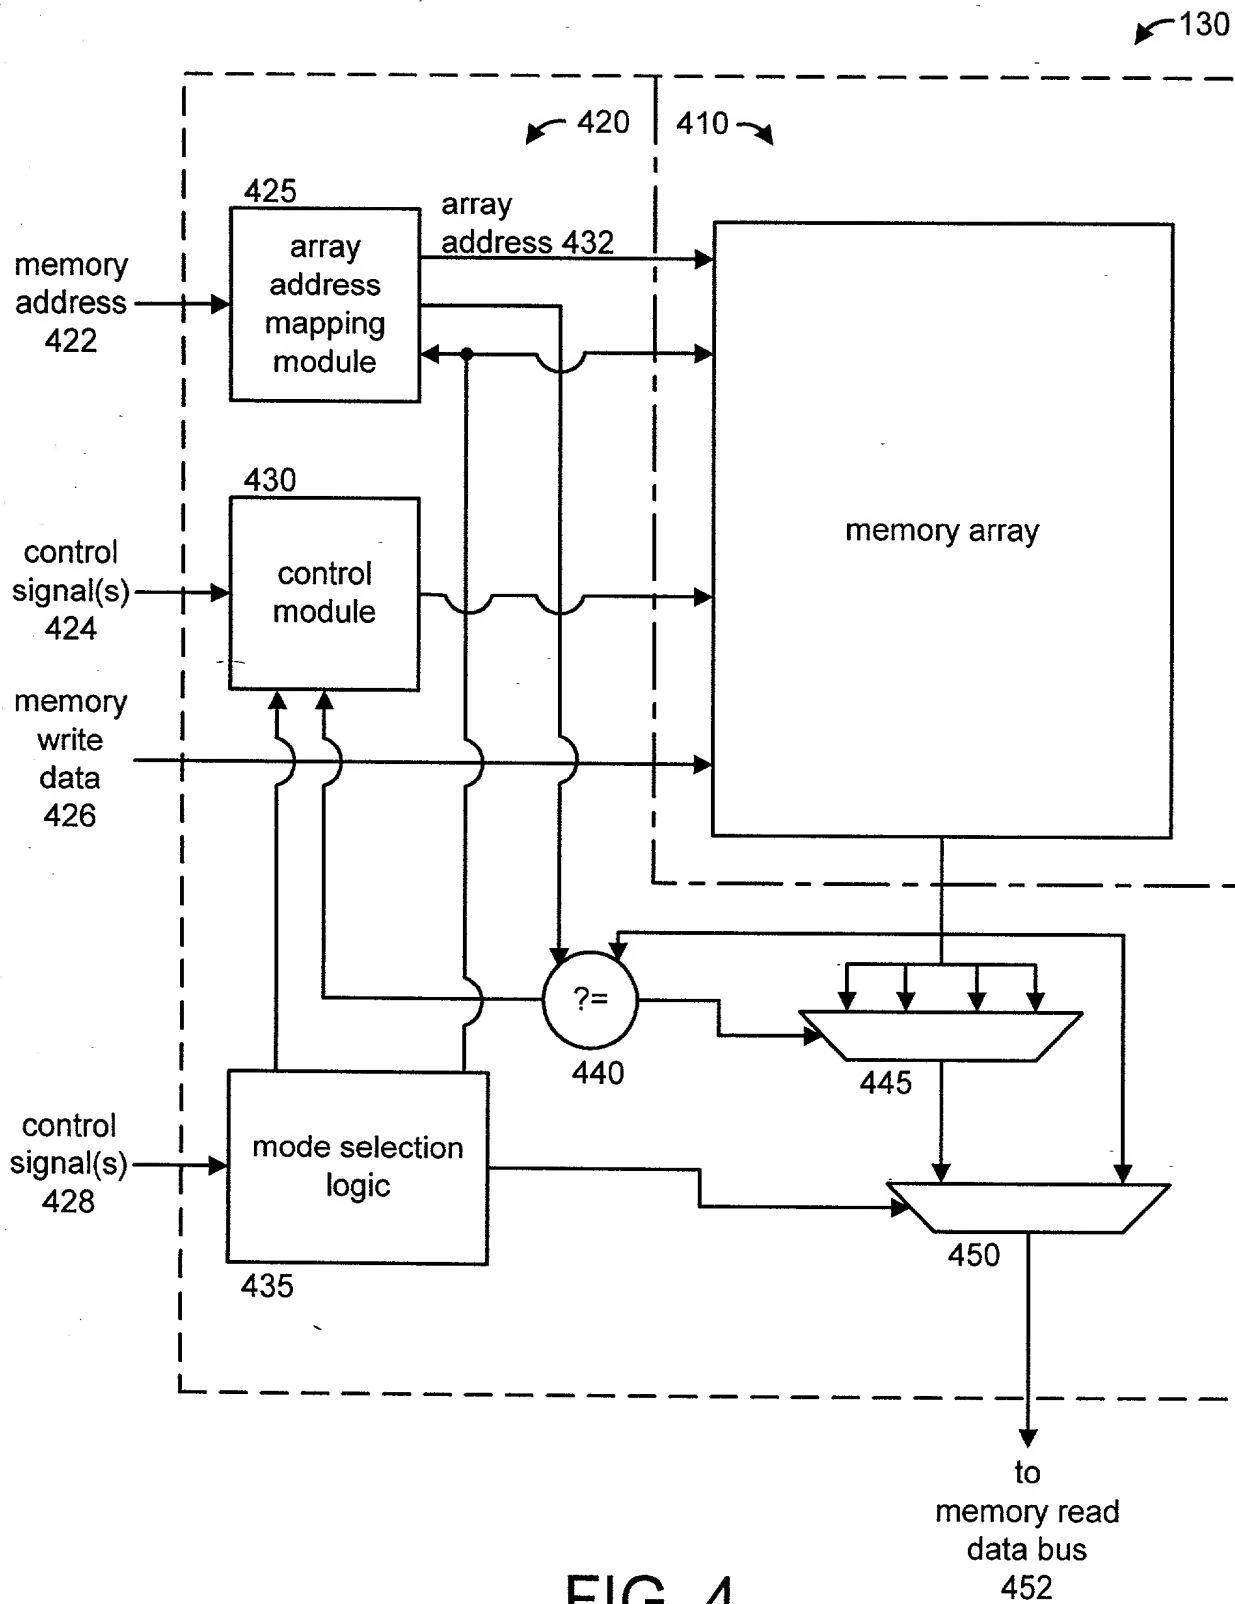 130
420
410
425
array
address 432
array
address
mapping
module
memory
address
422
430
control
module
control
signal(s)
424
memory array
memory
write
data
426
?=
440
445
control
signal(s)
428
mode selection
logic
435
450
to
memory read
data bus
452
FIG. 4